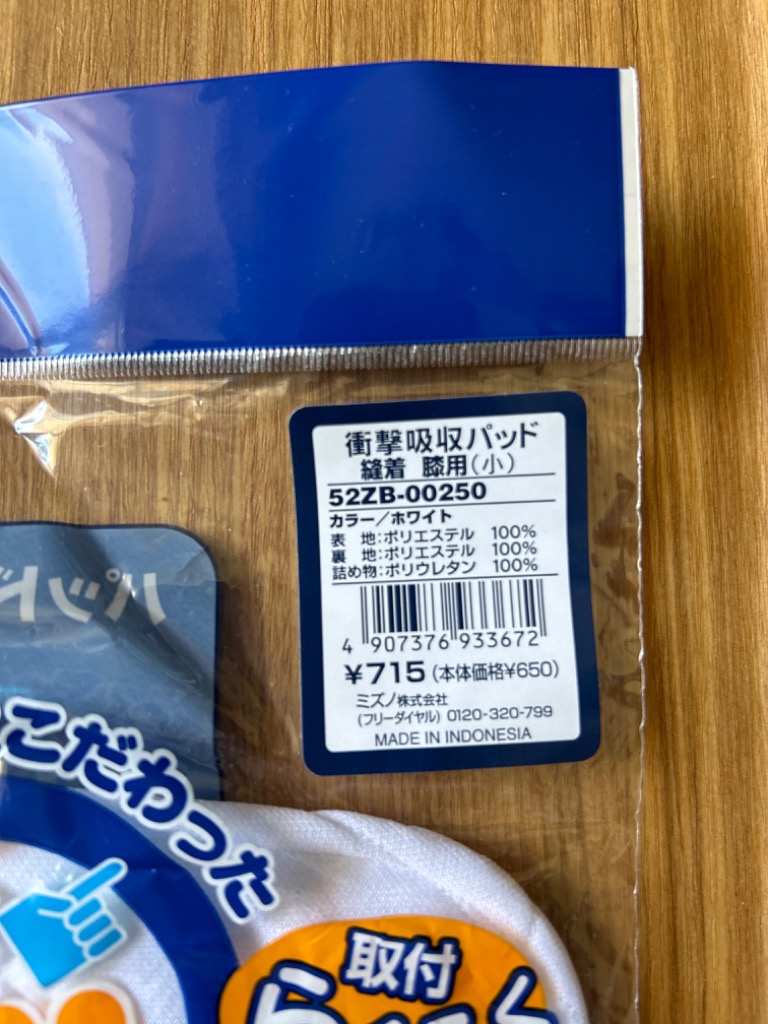 衝撃吸収パッド
縫着 膝用(小)
52ZB-00250
カラー/ホワイト
表 地:ポリエステル 100%
裏 地:ポリエステル 100%
詰め物:ポリウレタン 100%
4 907376 933672
¥715(本体価格¥650)
ミズノ株式会社
(フリーダイヤル) 0120-320-799
MADE IN INDONESIA
パッド
こだわった
取付